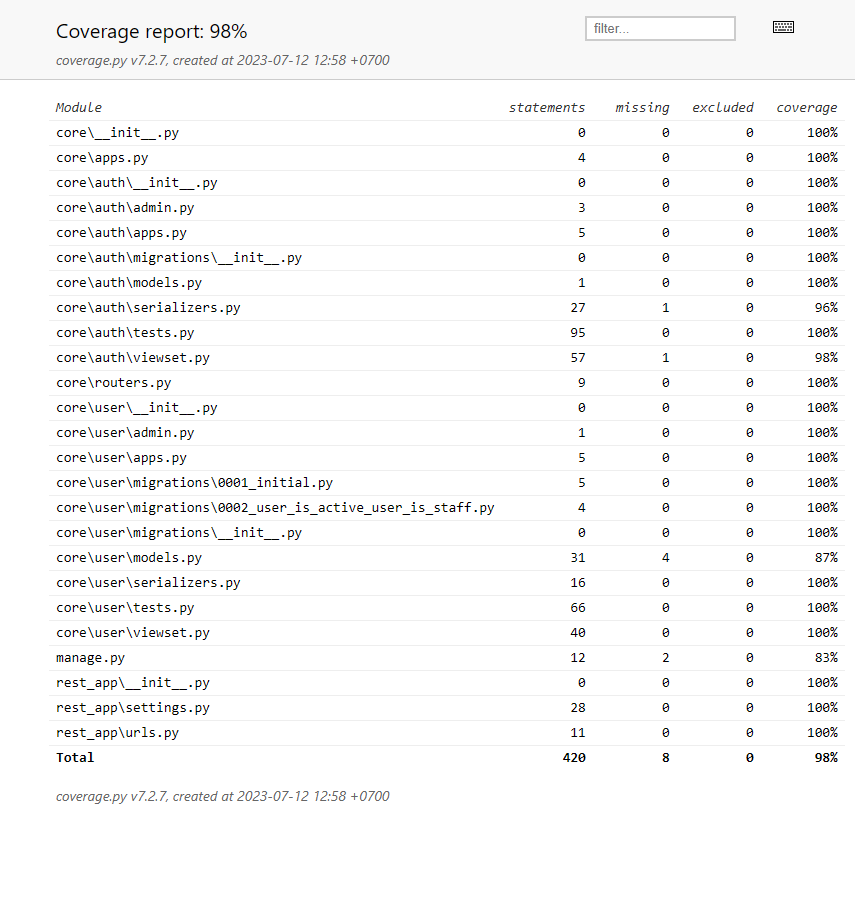 Coverage report: 98%
filter...
coverage.py v7.2.7, created at 2023-07-12 12:58 +0700
Module statements missing excluded coverage
core\__init__.py 0 0 0 100%
core\apps.py 4 0 0 100%
core\auth\__init__.py 0 0 0 100%
core\auth\admin.py 3 0 0 100%
core\auth\apps.py 5 0 0 100%
core\auth\migrations\__init__.py 0 0 0 100%
core\auth\models.py 1 0 0 100%
core\auth\serializers.py 27 1 0 96%
core\auth\tests.py 95 0 0 100%
core\auth\viewset.py 57 1 0 98%
core\routers.py 9 0 0 100%
core\user\__init__.py 0 0 0 100%
core\user\admin.py 1 0 0 100%
core\user\apps.py 5 0 0 100%
core\user\migrations\0001_initial.py 5 0 0 100%
core\user\migrations\0002_user_is_active_user_is_staff.py 4 0 0 100%
core\user\migrations\__init__.py 0 0 0 100%
core\user\models.py 31 4 0 87%
core\user\serializers.py 16 0 0 100%
core\user\tests.py 66 0 0 100%
core\user\viewset.py 40 0 0 100%
manage.py 12 2 0 83%
rest_app\__init__.py 0 0 0 100%
rest_app\settings.py 28 0 0 100%
rest_app\urls.py 11 0 0 100%
Total 420 8 0 98%
coverage.py v7.2.7, created at 2023-07-12 12:58 +0700